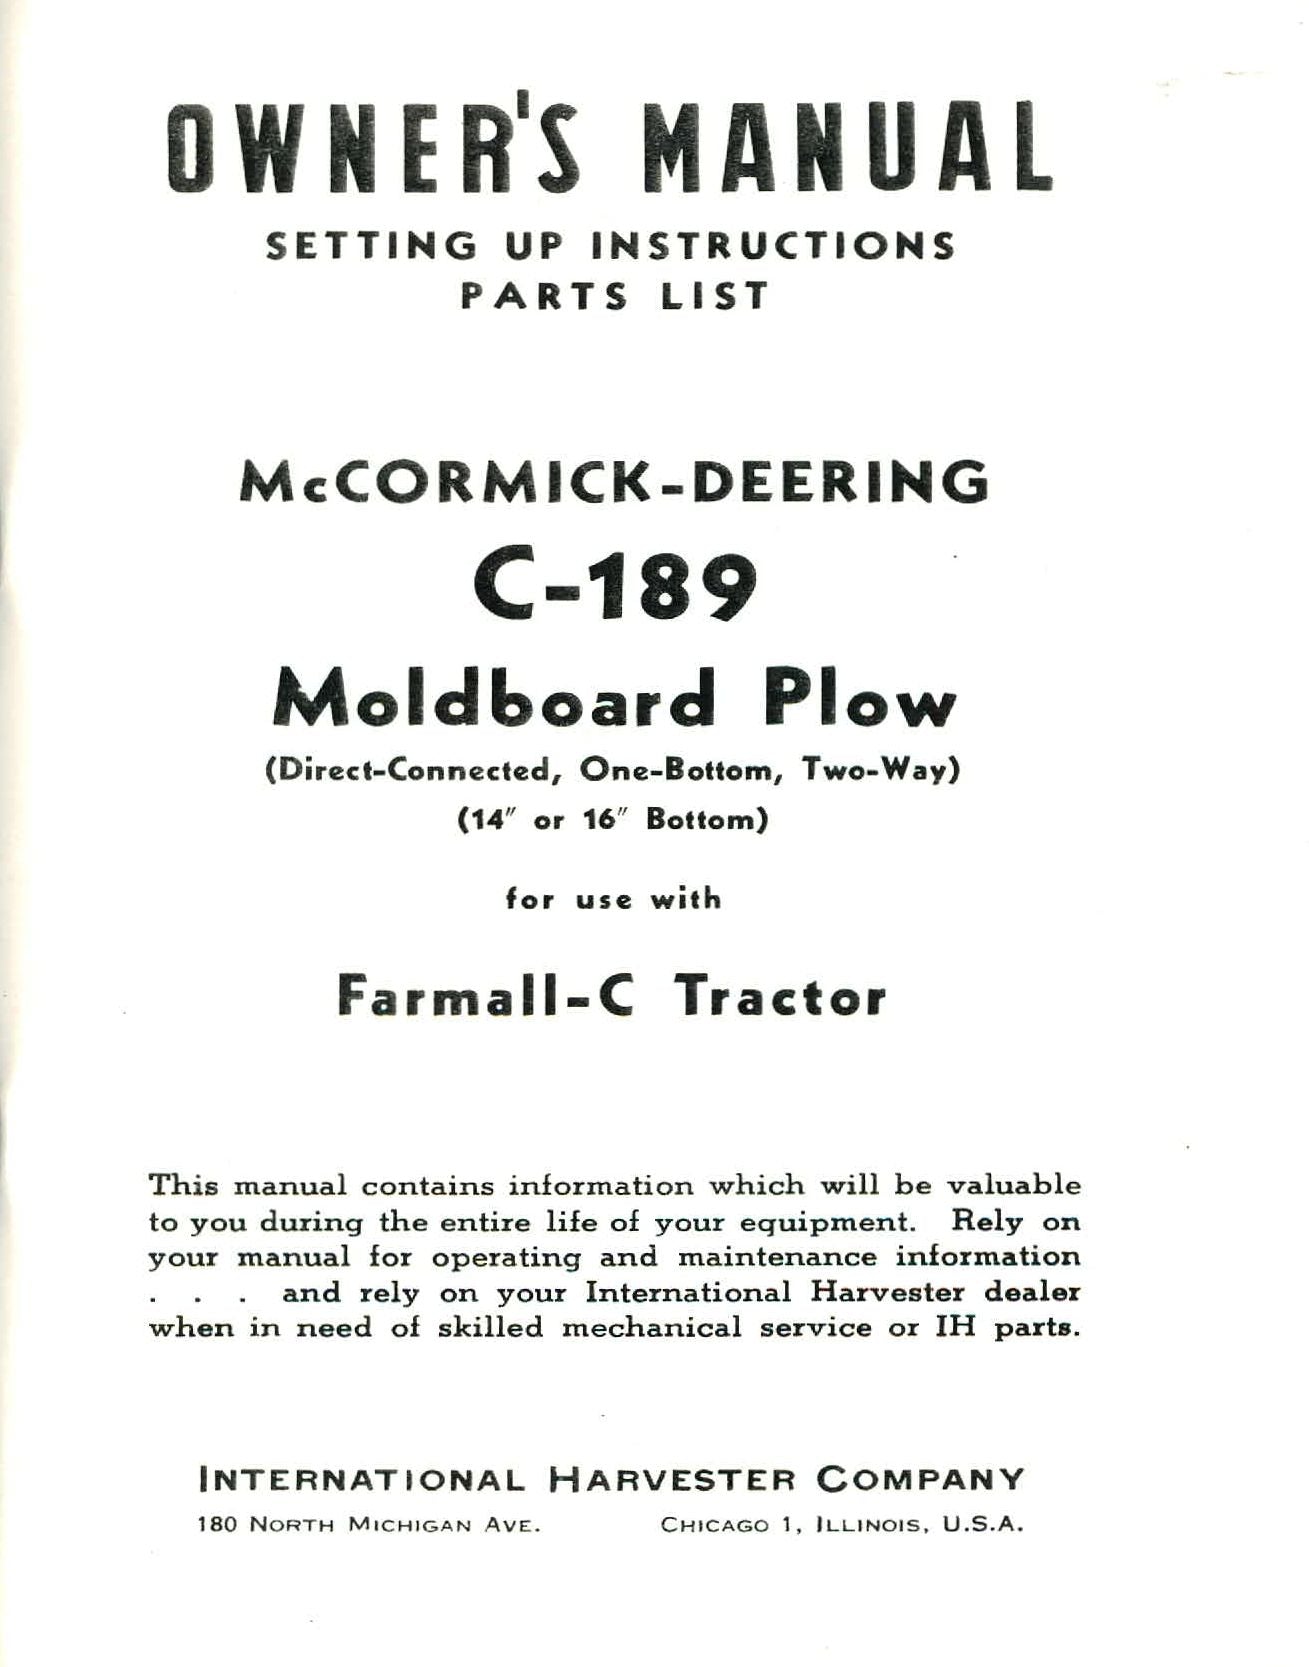 OWNER'S MANUAL
SETTING UP INSTRUCTIONS
PARTS LIST
McCORMICK-DEERING
C-189
Moldboard Plow
(Direct-Connected, One-Bottom, Two-Way)
(14" or 16" Bottom)
for use with
Farmall-C Tractor
This manual contains information which will be valuable
to you during the entire life of your equipment. Rely on
your manual for operating and maintenance information
. . . and rely on your International Harvester dealer
when in need of skilled mechanical service or IH parts.
INTERNATIONAL HARVESTER COMPANY
180 NORTH MICHIGAN AVE. CHICAGO 1, ILLINOIS, U.S.A.